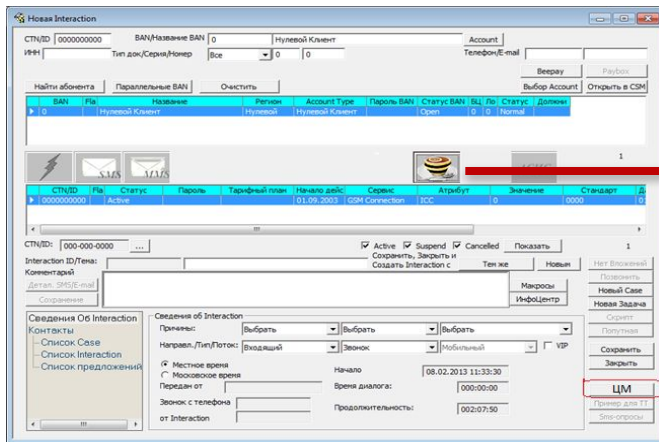 Новая Interaction
CTN/ID 0000000000 BAN/Название BAN 0 Нулевой Клиент Account
ИНН Тип док/Серия/Номер Все 0 0 Телефон/E-mail
Beepay Paybox
Найти абонента Параллельные BAN Очистить Выбор Account Открыть в CSM
BAN Fla Название Регион Account Type Пароль BAN Статус BAN БЦ Ло Статус Должни
0 Нулевой Клиент Нулевой Нулевой Клиент Open 0 0 Normal
SMS MMS 1
CTN/ID Fla Статус Пароль Тарифный план Начало дейс Сервис Атрибут Значение Стандарт Д
0000000000 Active 01.09.2003 GSM Connection ICC 0 0000 0
CTN/ID: 000-000-0000 ... Active Suspend Cancelled Показать 1
Interaction ID/Тема: Сохранить, Закрыть и Создать Interaction с Тем же Новым Нет Вложений
Комментарий Позвонить
Детал. SMS/E-mail Макросы Новый Case
Сохранение ИнфоЦентр Новая Задача
Сведения Об Interaction Сведения об Interaction Скрипт
Контакты Причины: Выбрать Выбрать Выбрать Попутная
Список Case Направл./Тип/Поток: Входящий Звонок Мобильный VIP Сохранить
Список Interaction Местное время Закрыть
Список предложений Московское время Начало 08.02.2013 11:33:30
Передан от Время диалога: 000:00:00 ЦМ
Звонок с телефона Пример для ТТ
от Interaction Продолжительность: 002:07:50 Sms-опросы